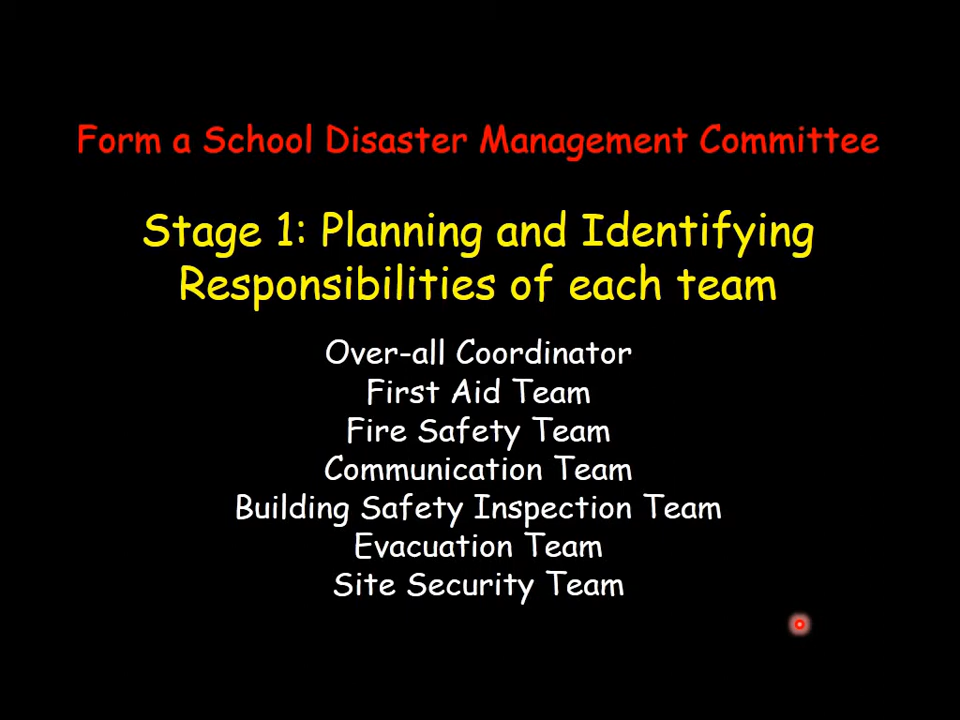 Form a School Disaster Management Committee
Stage 1: Planning and Identifying
Responsibilities of each team
Over-all Coordinator
First Aid Team
Fire Safety Team
Communication Team
Building Safety Inspection Team
Evacuation Team
Site Security Team